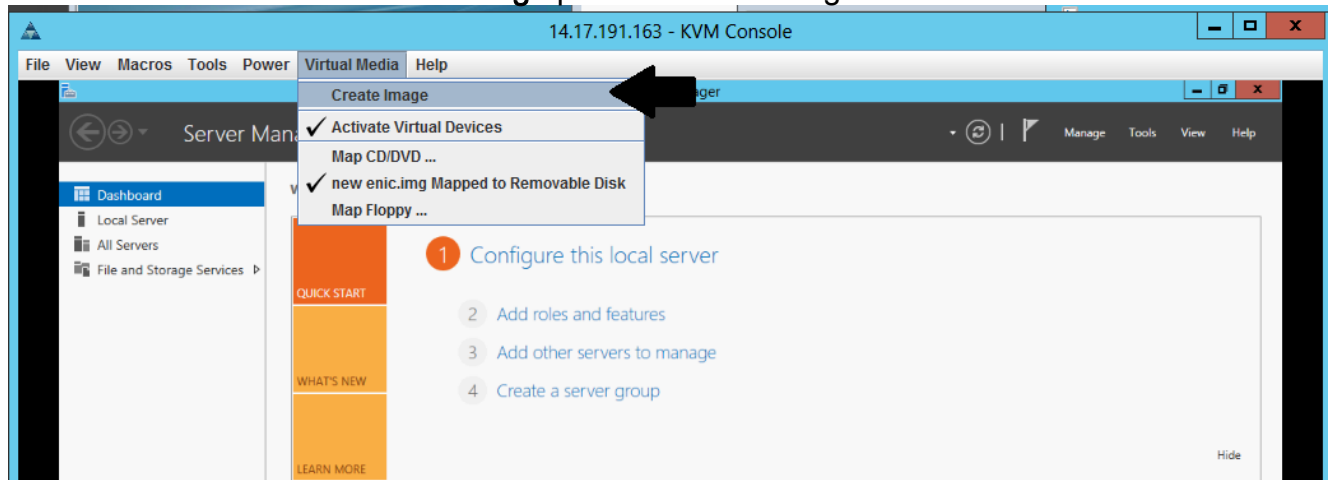 14.17.191.163 - KVM Console
File View Macros Tools Power Virtual Media Help
Create Image
Server Mana
Manage Tools View Help
✓ Activate Virtual Devices
Map CD/DVD ...
✓ new enic.img Mapped to Removable Disk
Map Floppy ...
Dashboard
Local Server
All Servers
File and Storage Services
1 Configure this local server
QUICK START
2 Add roles and features
3 Add other servers to manage
WHAT'S NEW
4 Create a server group
Hide
LEARN MORE